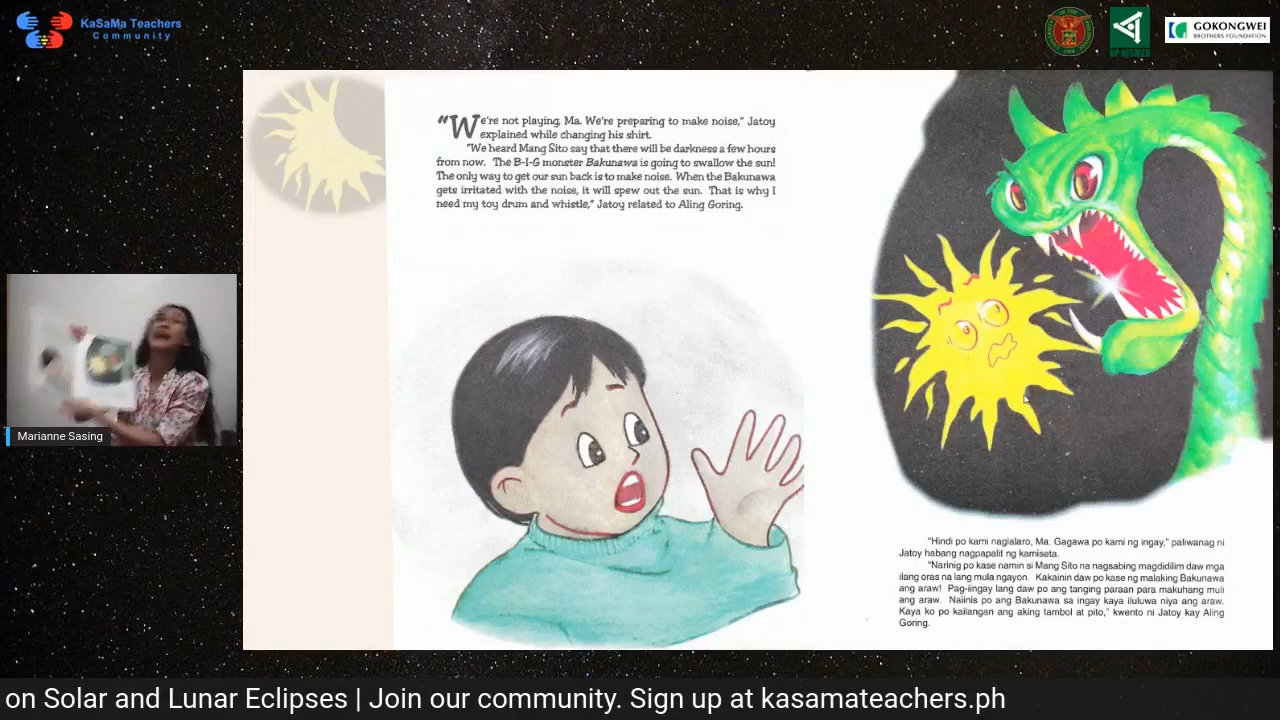 KaSaMa Teachers
Community
UP NISMED
GOKONGWEI
BROTHERS FOUNDATION
"We're not playing, Ma. We're preparing to make noise," Jatoy
explained while changing his shirt.
"We heard Mang Sito say that there will be darkness a few hours
from now. The B-I-G monster Bakunawa is going to swallow the sun!
The only way to get our sun back is to make noise. When the Bakunawa
gets irritated with the noise, it will spew out the sun. That is why I
need my toy drum and whistle," Jatoy related to Aling Goring.
Marianne Sasing
"Hindi po kami naglalaro, Ma. Gagawa po kami ng ingay," paliwanag ni
Jatoy habang nagpapalit ng kamiseta.
"Narinig po kase namin si Mang Sito na nagsabing magdidilim daw mga
ilang oras na lang mula ngayon. Kakainin daw po kase ng malaking Bakunawa
ang araw! Pag-iingay lang daw po ang tanging paraan para makuhang muli
ang araw. Naiinis po ang Bakunawa sa ingay kaya iluluwa niya ang araw.
Kaya ko po kailangan ang aking tambol at pito," kwento ni Jatoy kay Aling
Goring.
on Solar and Lunar Eclipses | Join our community. Sign up at kasamateachers.ph